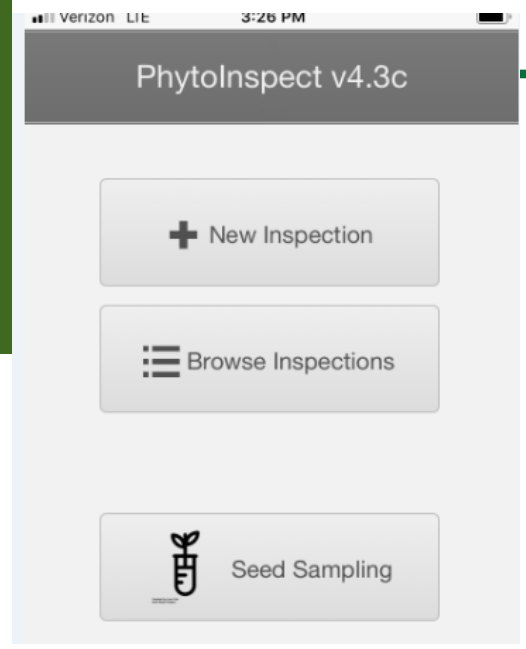 Verizon LTE 3:26 PM
PhytoInspect v4.3c
New Inspection
Browse Inspections
Seed Sampling